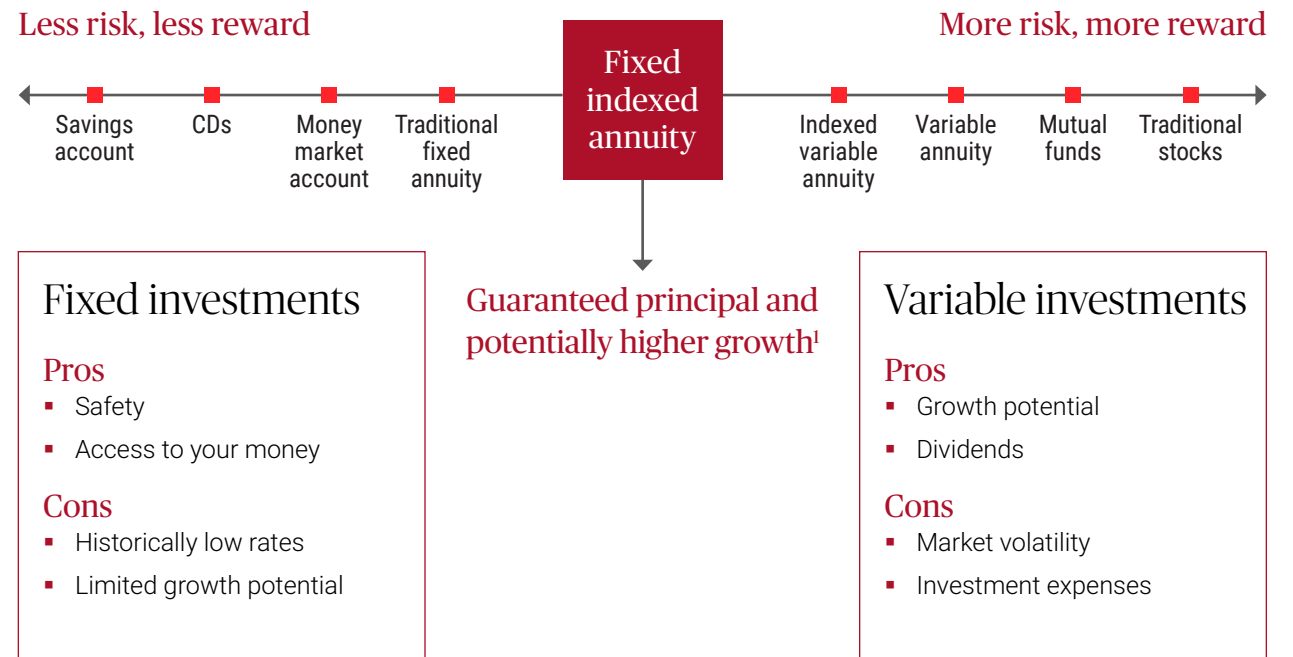 Less risk, less reward
More risk, more reward
Fixed
indexed
annuity
Savings
account
CDs
Money
market
account
Traditional
fixed
annuity
Indexed
variable
annuity
Variable
annuity
Mutual
funds
Traditional
stocks
Fixed investments
Pros
▪ Safety
▪ Access to your money
Cons
▪ Historically low rates
▪ Limited growth potential
Guaranteed principal and
potentially higher growth¹
Variable investments
Pros
▪ Growth potential
▪ Dividends
Cons
▪ Market volatility
▪ Investment expenses